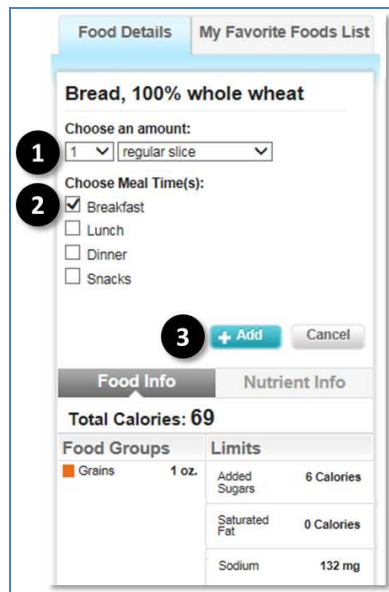 Food Details My Favorite Foods List
Bread, 100% whole wheat
Choose an amount:
1 1 regular slice
Choose Meal Time(s):
2 Breakfast
Lunch
Dinner
Snacks
3 + Add Cancel
Food Info Nutrient Info
Total Calories: 69
Food Groups Limits
Grains 1 oz. Added Sugars 6 Calories
Saturated Fat 0 Calories
Sodium 132 mg